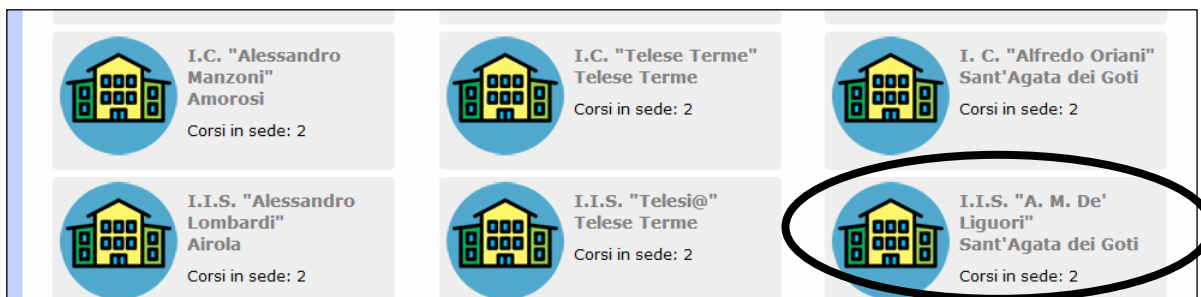 I.C. "Alessandro
Manzoni"
Amorosi
Corsi in sede: 2
I.C. "Telese Terme"
Telese Terme
Corsi in sede: 2
I. C. "Alfredo Oriani"
Sant'Agata dei Goti
Corsi in sede: 2
I.I.S. "Alessandro
Lombardi"
Airola
Corsi in sede: 2
I.I.S. "Telesi@"
Telese Terme
Corsi in sede: 2
I.I.S. "A. M. De'
Liguori"
Sant'Agata dei Goti
Corsi in sede: 2